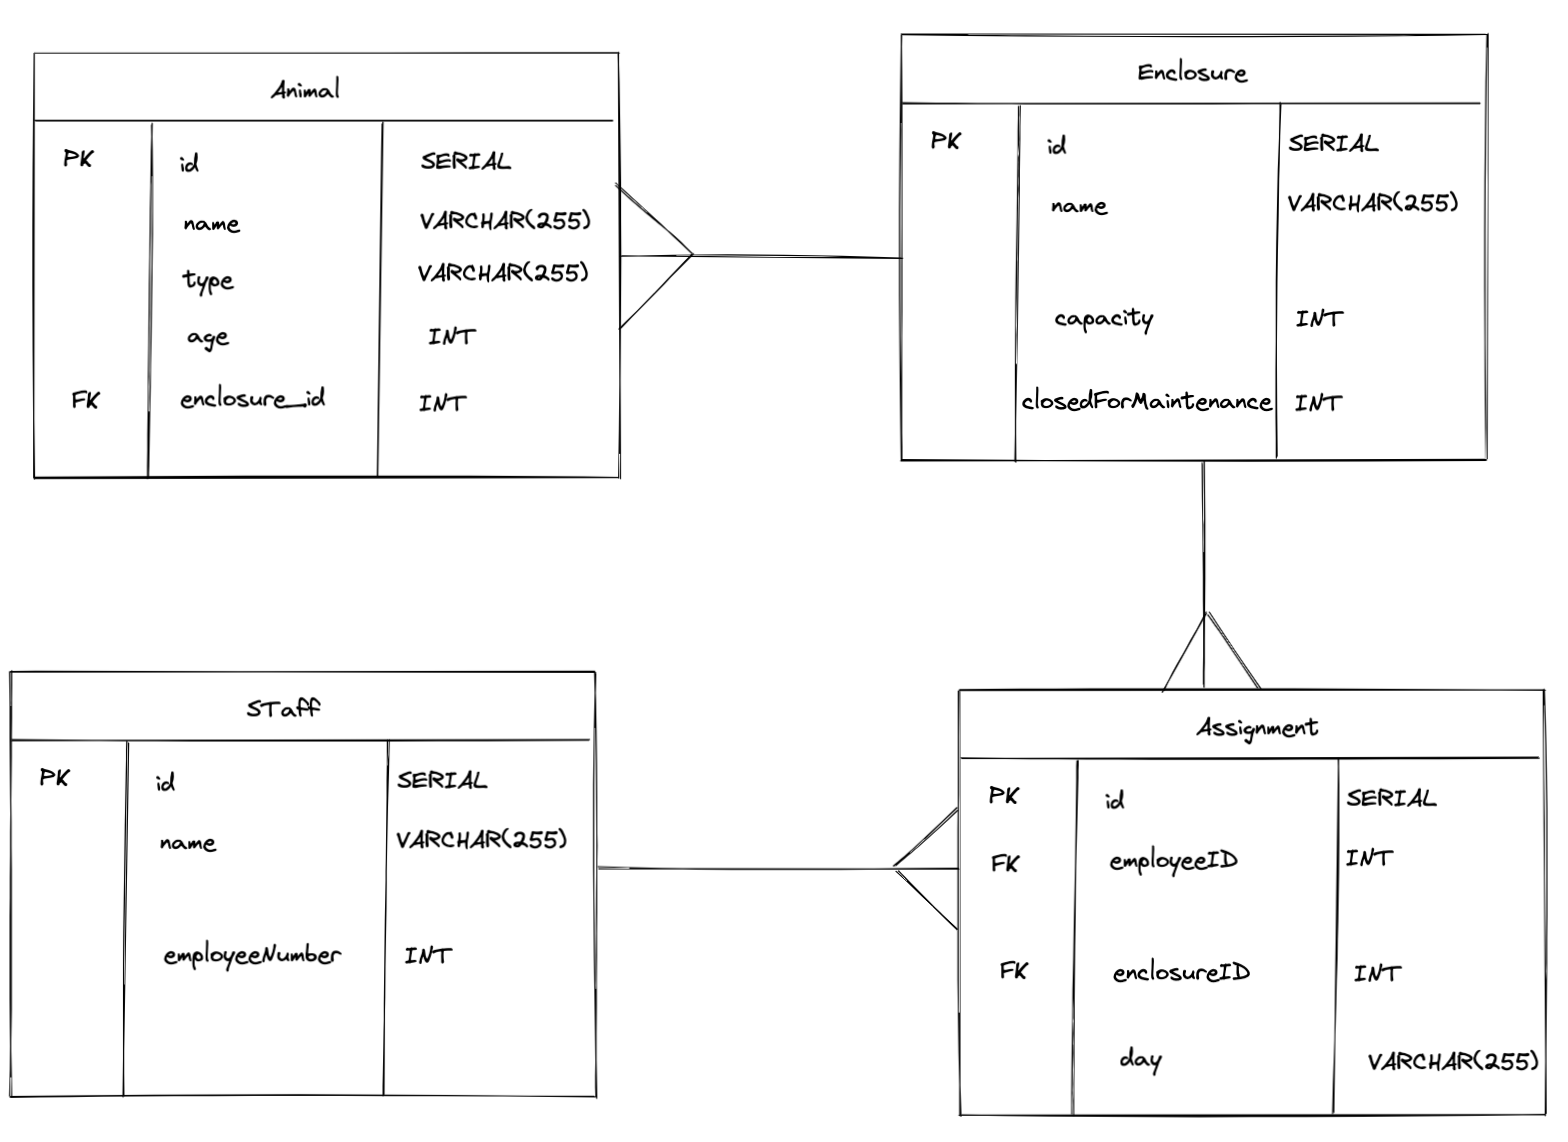 Animal
PK id SERIAL
name VARCHAR(255)
type VARCHAR(255)
age INT
FK enclosure_id INT
Enclosure
PK id SERIAL
name VARCHAR(255)
capacity INT
closedForMaintenance INT
STaff
PK id SERIAL
name VARCHAR(255)
employeeNumber INT
Assignment
PK id SERIAL
FK employeeID INT
FK enclosureID INT
day VARCHAR(255)